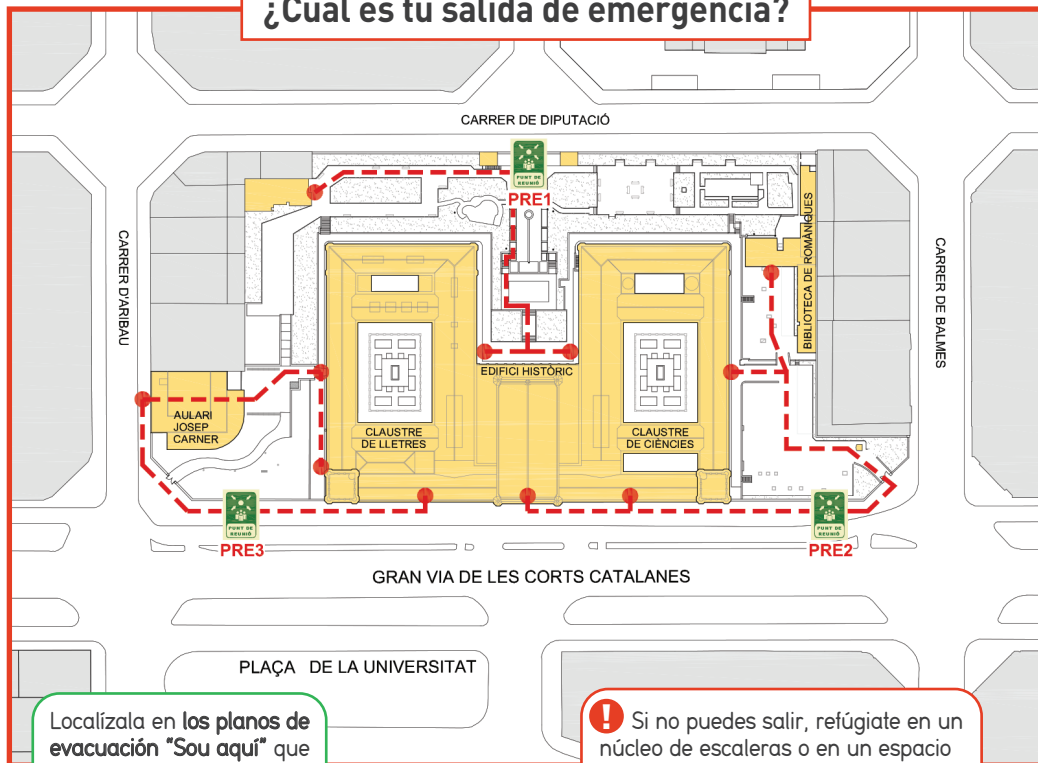 ¿Cuál es tu salida de emergencia?
CARRER DE DIPUTACIÓ
PUNT DE
REUNIÓ
PRE1
CARRER D'ARIBAU
BIBLIOTECA DE ROMÀNIQUES
CARRER DE BALMES
EDIFICI HISTÒRIC
AULARI
JOSEP
CARNER
CLAUSTRE
DE LLETRES
CLAUSTRE
DE CIÈNCIES
PUNT DE
REUNIÓ
PRE3
PUNT DE
REUNIÓ
PRE2
GRAN VIA DE LES CORTS CATALANES
PLAÇA DE LA UNIVERSITAT
Localízala en los planos de
evacuación "Sou aquí" que
! Si no puedes salir, refúgiate en un
núcleo de escaleras o en un espacio